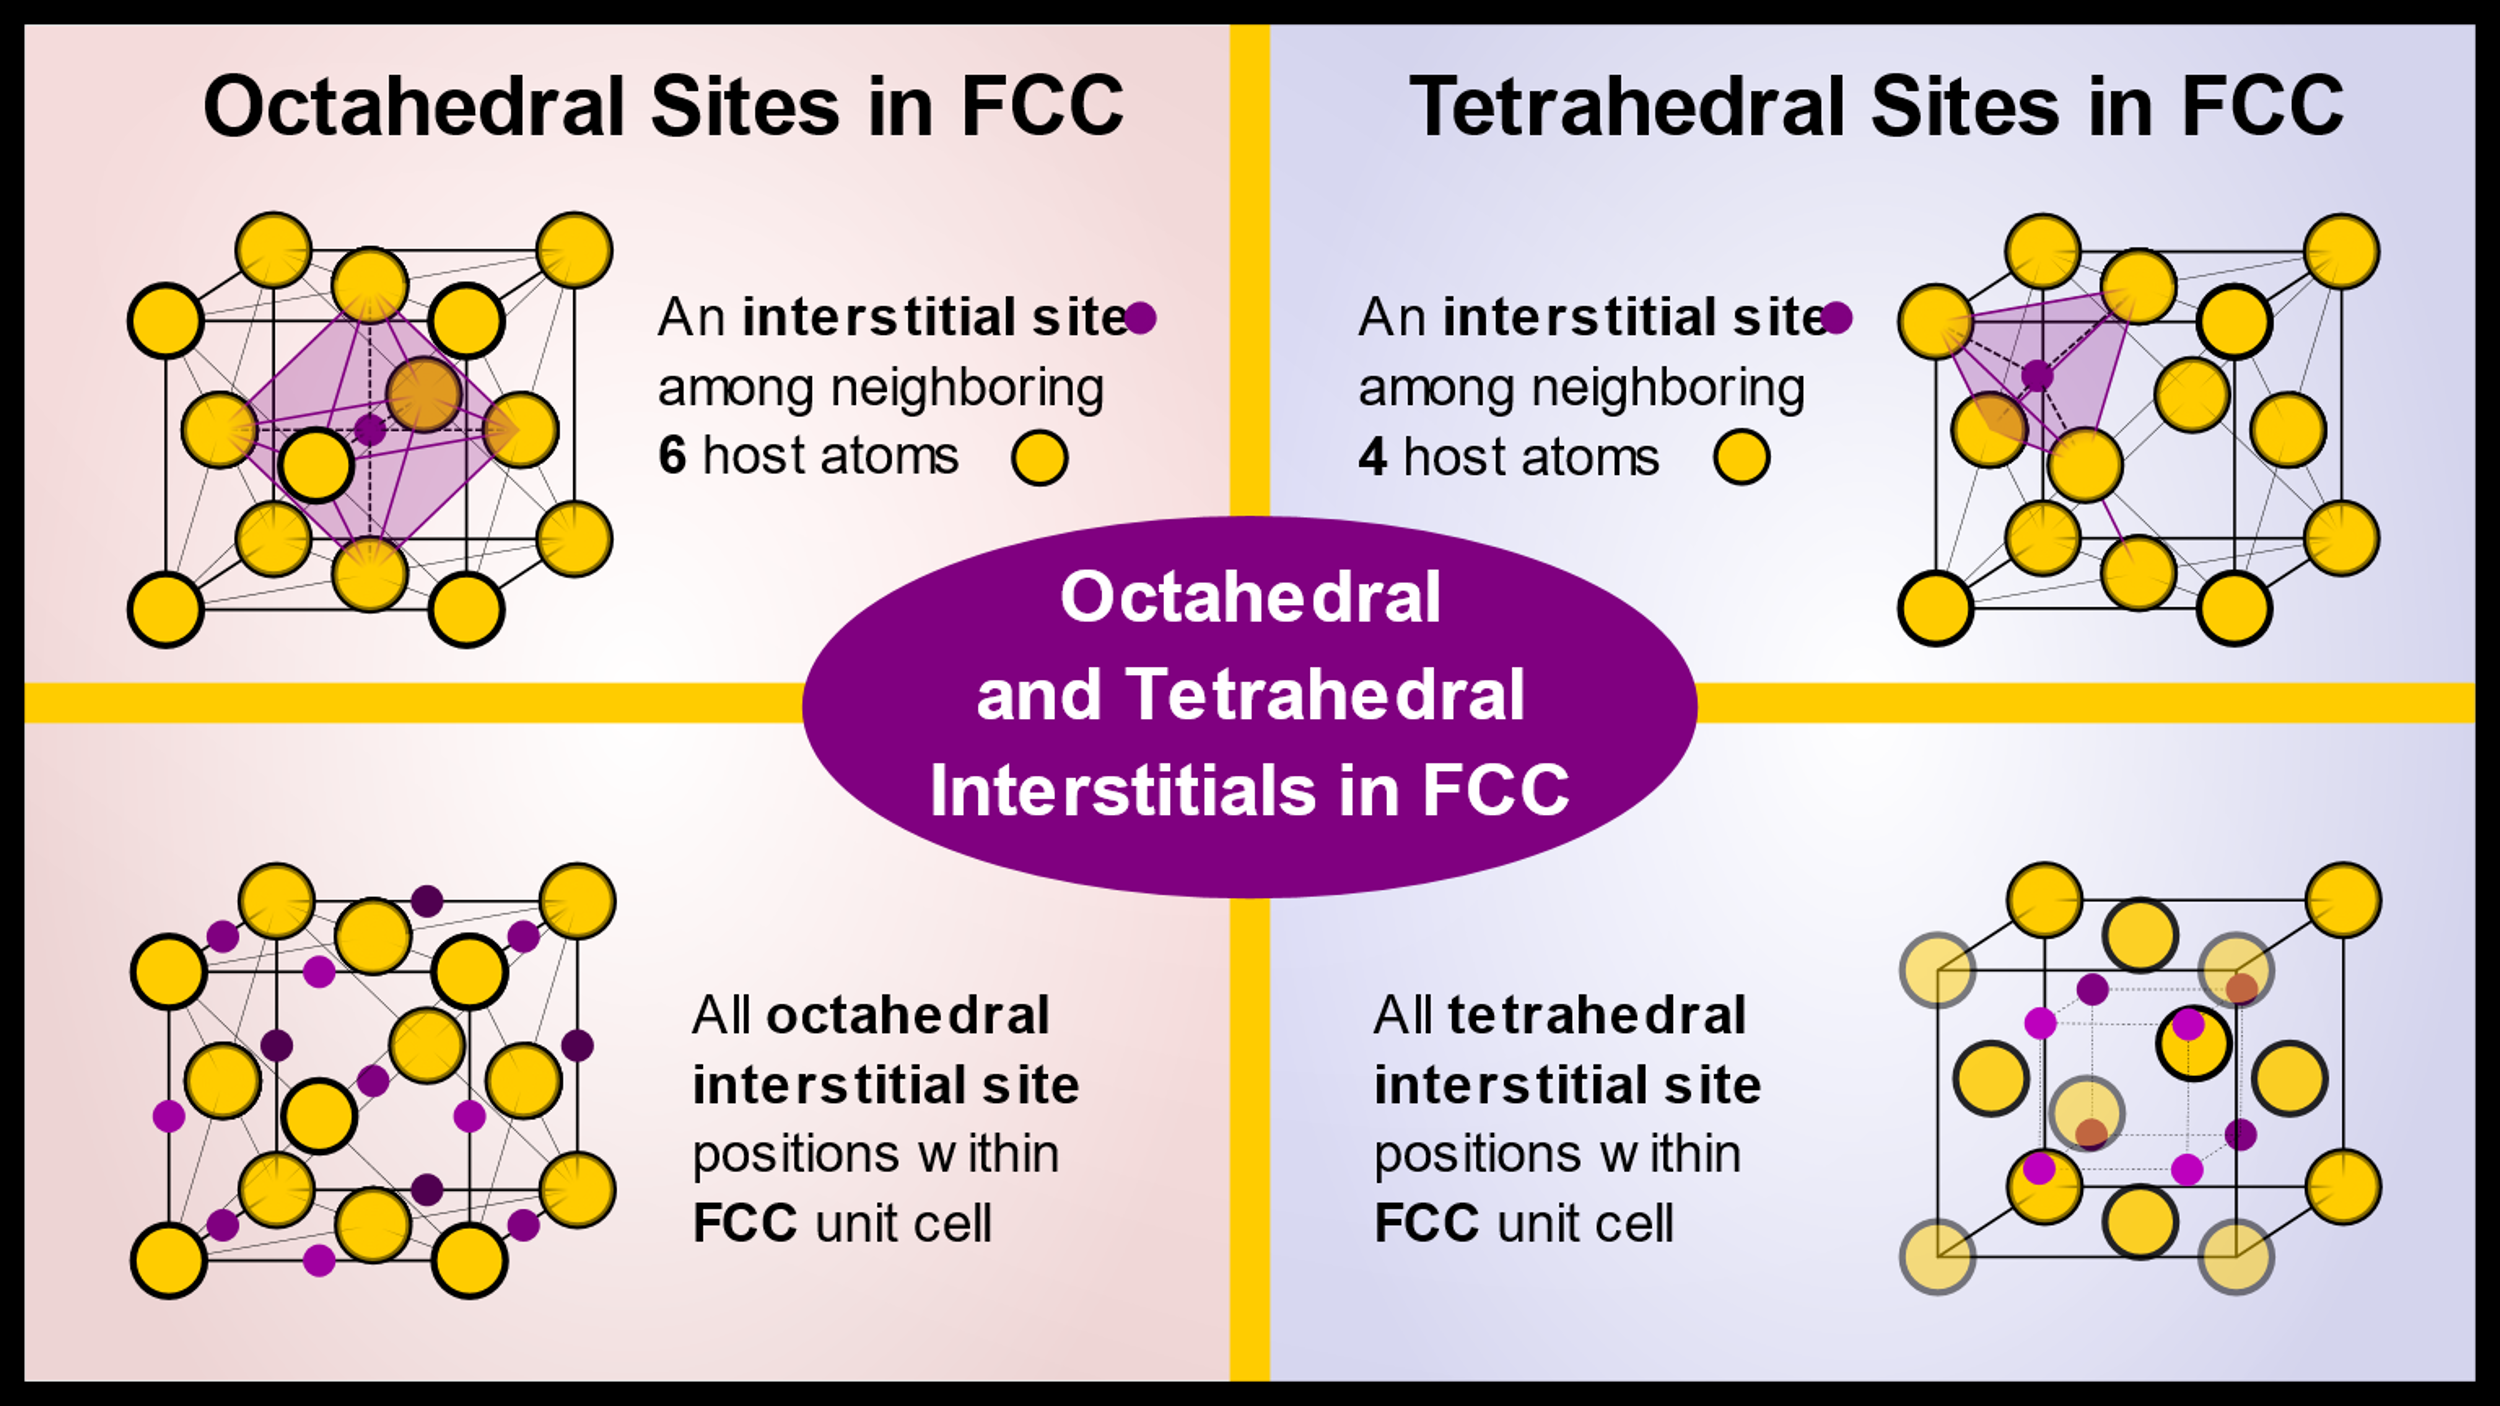 Octahedral Sites in FCC
An interstitial site
among neighboring
6 host atoms
Tetrahedral Sites in FCC
An interstitial site
among neighboring
4 host atoms
Octahedral
and Tetrahedral
Interstitials in FCC
All octahedral
interstitial site
positions within
FCC unit cell
All tetrahedral
interstitial site
positions within
FCC unit cell